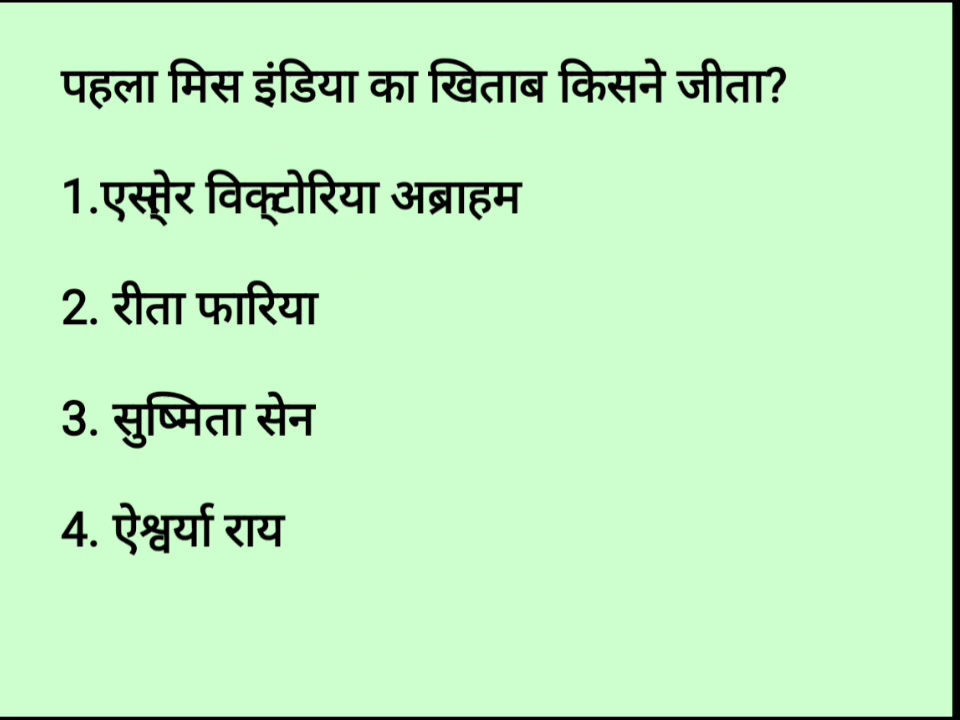 पहला मिस इंडिया का खिताब किसने जीता?
1.एस्तेर विक्टोरिया अब्राहम
2. रीता फारिया
3. सुष्मिता सेन
4. ऐश्वर्या राय